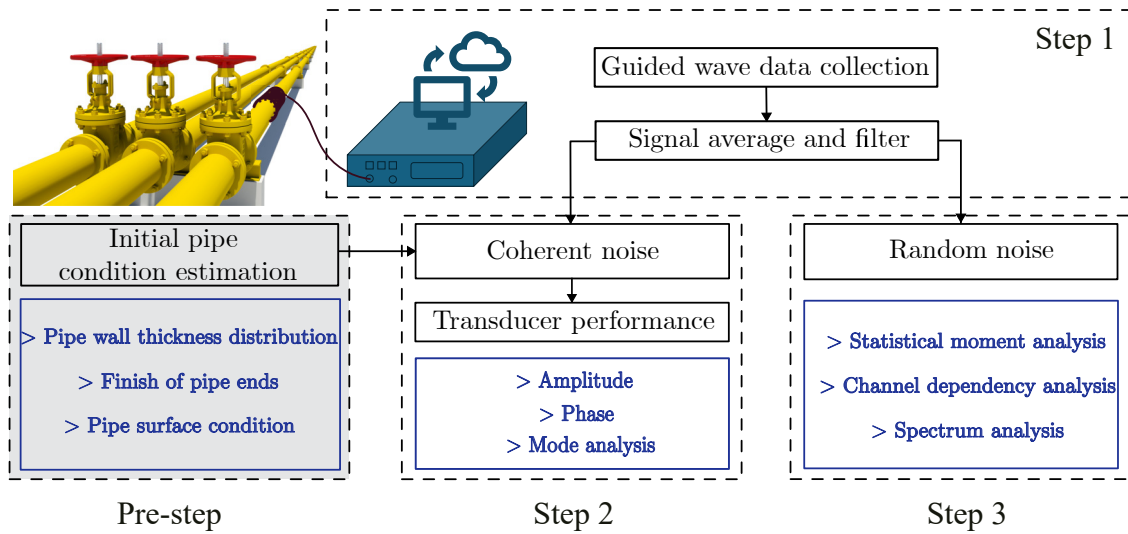 Step 1
Guided wave data collection
Signal average and filter
Initial pipe
condition estimation
> Pipe wall thickness distribution
> Finish of pipe ends
> Pipe surface condition
Pre-step
Coherent noise
Transducer performance
> Amplitude
> Phase
> Mode analysis
Step 2
Random noise
> Statistical moment analysis
> Channel dependency analysis
> Spectrum analysis
Step 3